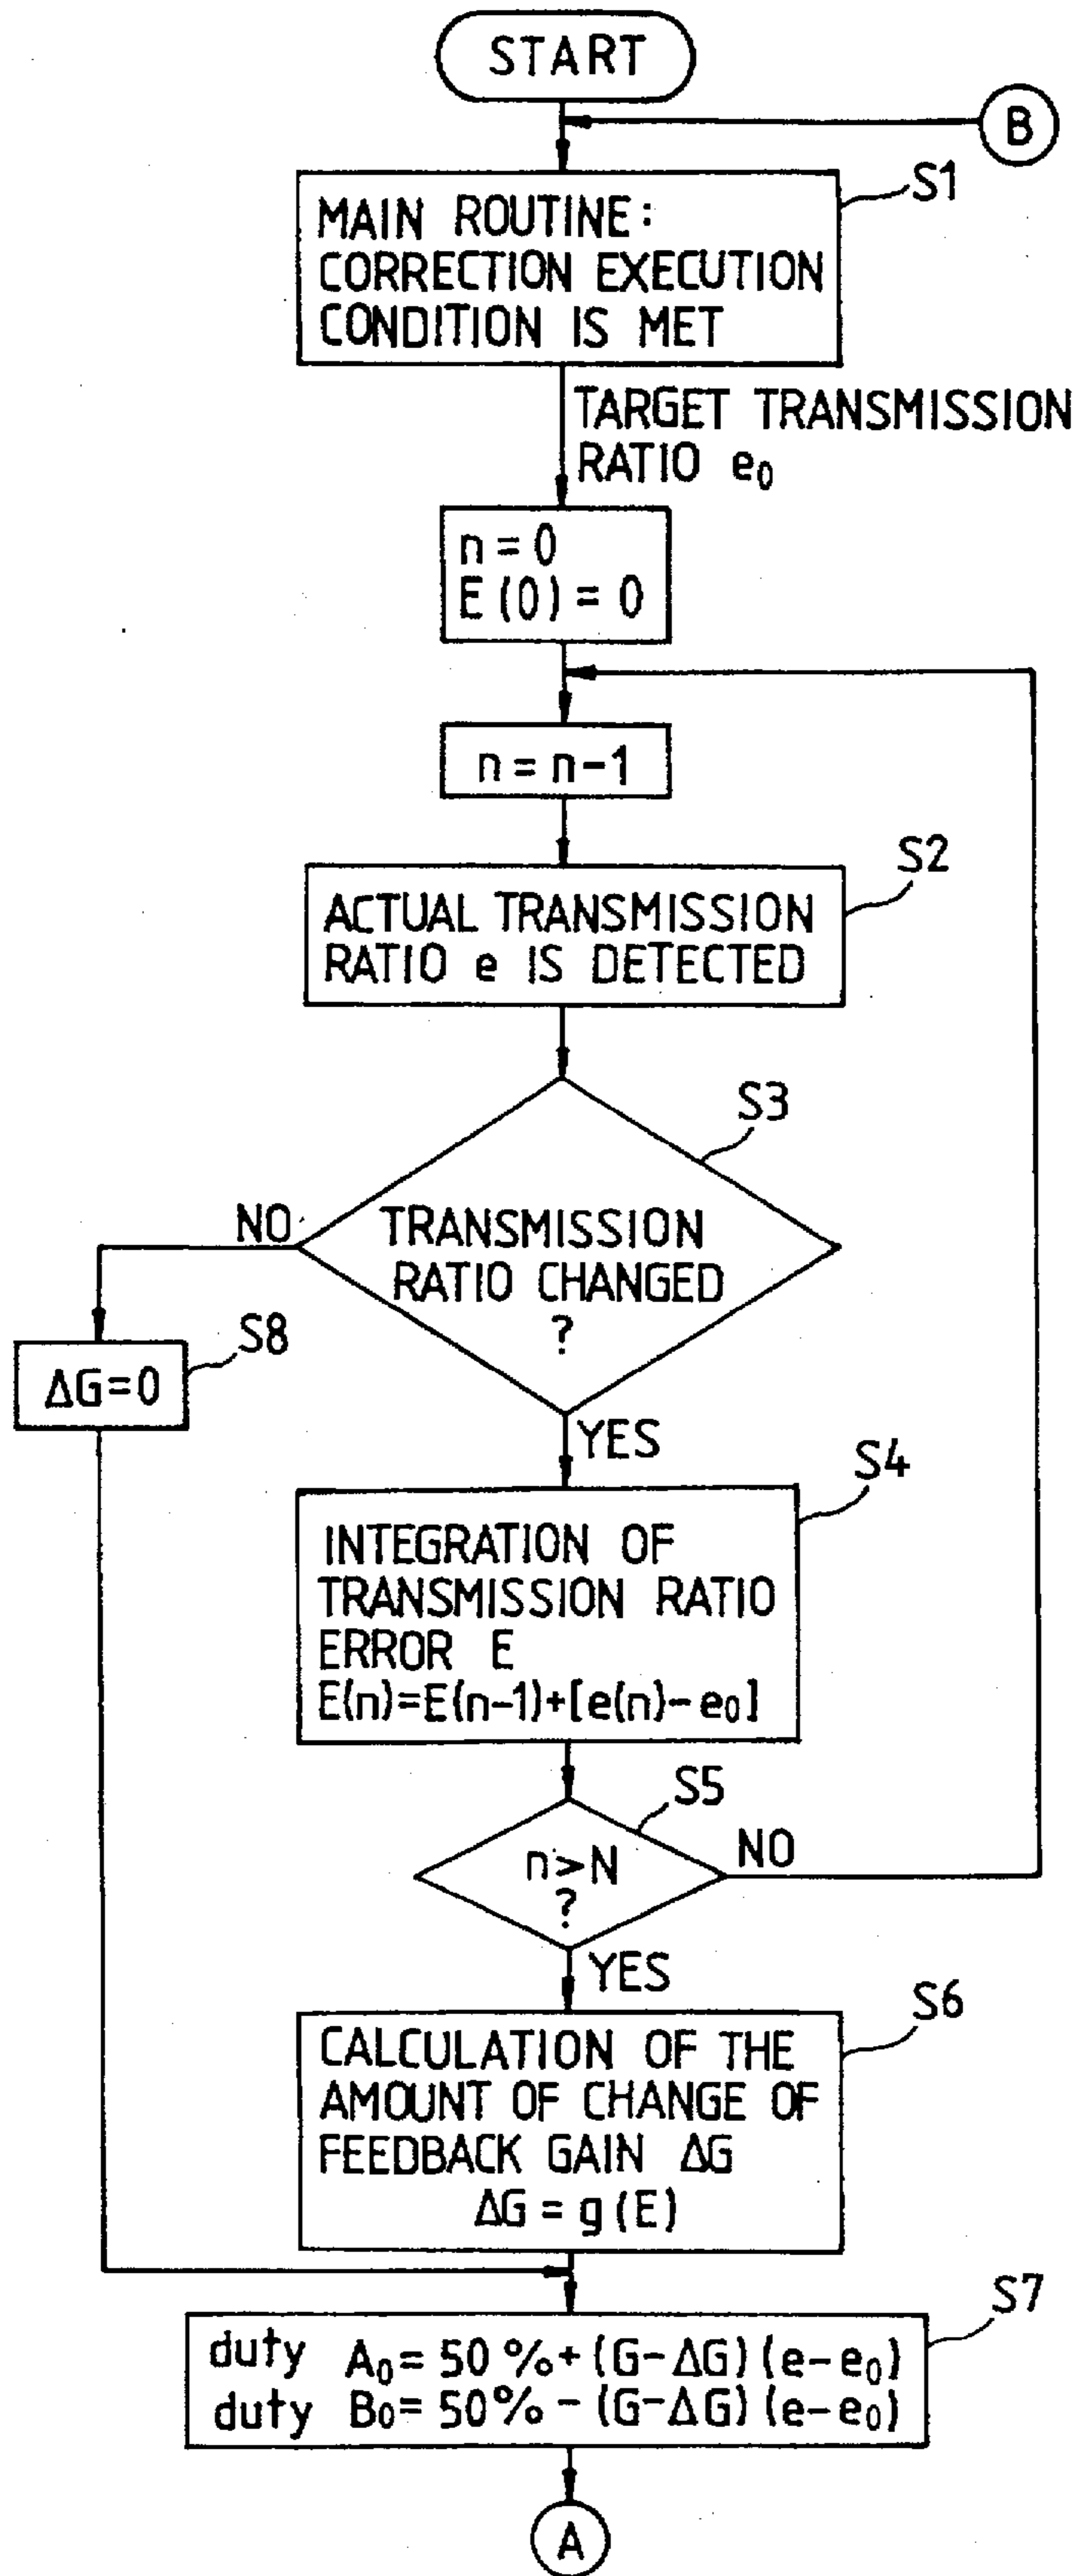 START
B
S1
MAIN ROUTINE:
CORRECTION EXECUTION
CONDITION IS MET
TARGET TRANSMISSION
RATIO e₀
n = 0
E (0) = 0
n = n-1
S2
ACTUAL TRANSMISSION
RATIO e IS DETECTED
S3
NO
TRANSMISSION
RATIO CHANGED
?
S8
ΔG=0
YES
S4
INTEGRATION OF
TRANSMISSION RATIO
ERROR E
E(n)=E(n-1)+[e(n)-e₀]
S5
n>N
?
NO
YES
S6
CALCULATION OF THE
AMOUNT OF CHANGE OF
FEEDBACK GAIN ΔG
ΔG = g (E)
S7
duty A₀= 50 %+ (G-ΔG) (e-e₀)
duty B₀= 50% - (G-ΔG) (e-e₀)
A